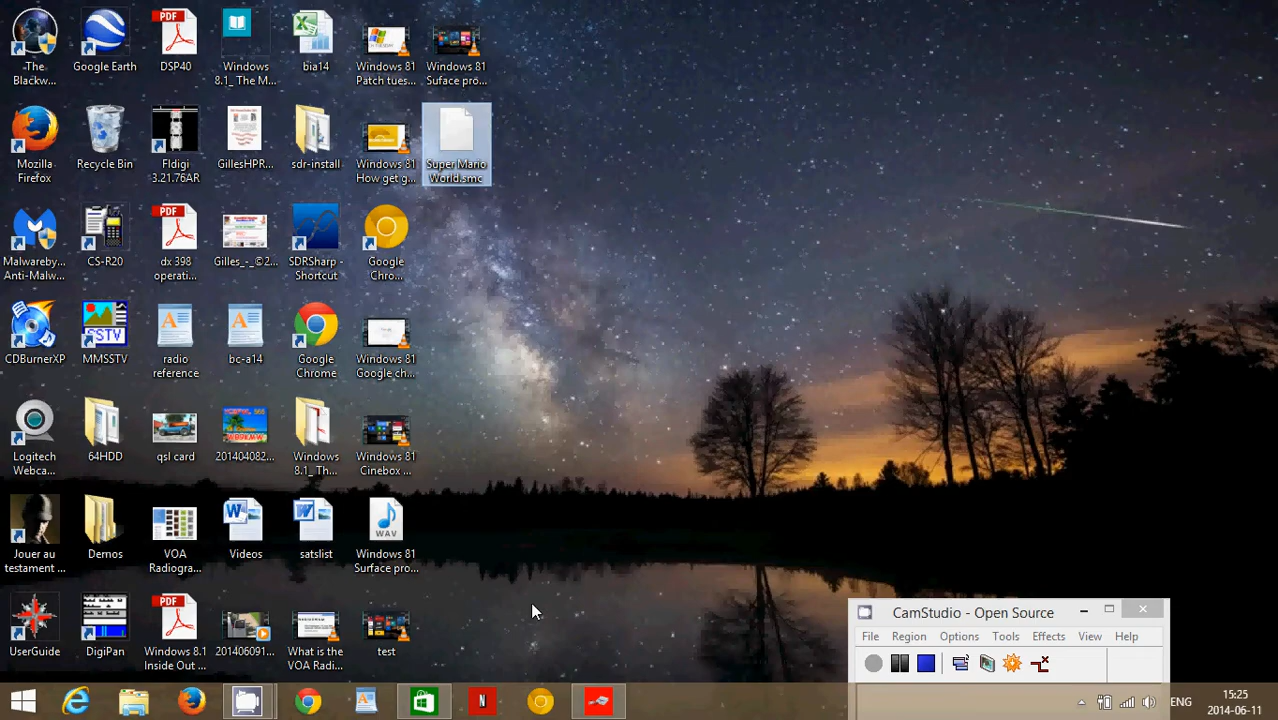 The Blackw...
Google Earth
DSP40
Windows 8.1_ The M...
bia14
Windows 81 Patch tues...
Windows 81 Suface pro...
Mozilla Firefox
Recycle Bin
Fldigi 3.21.76AR
GillesHPR...
sdr-install
Windows 81 How get g...
Super Mario World.smc
Malwareby... Anti-Malw...
CS-R20
dx 398 operati...
Gilles_-_©2...
SDRSharp - Shortcut
Google Chro...
CDBurnerXP
MMSSTV
radio reference
bc-a14
Google Chrome
Windows 81 Google ch...
Logitech Webca...
64HDD
qsl card
201404082...
Windows 8.1_ Th...
Windows 81 Cinebox ...
Jouer au testament ...
Demos
VOA Radiogra...
Videos
satslist
Windows 81 Surface pro...
UserGuide
DigiPan
Windows 8.1 Inside Out ...
201406091...
What is the VOA Radi...
test
CamStudio - Open Source
File Region Options Tools Effects View Help
ENG
15:25
2014-06-11